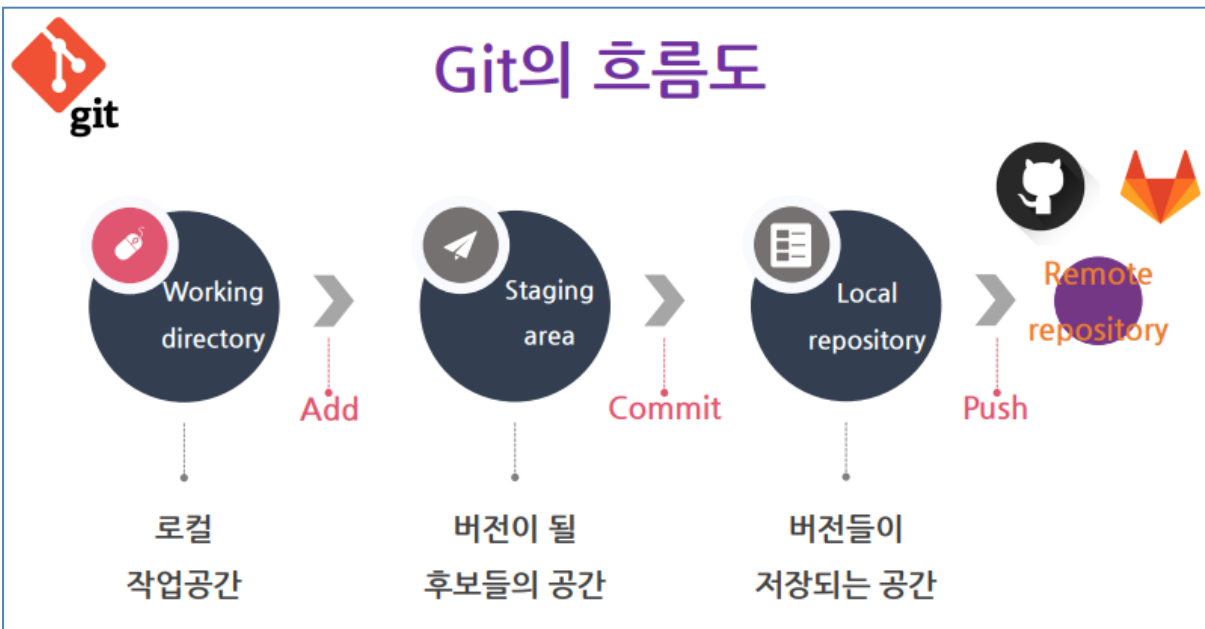 git
Git의 흐름도
Working
directory
Add
Staging
area
Commit
Local
repository
Push
Remote
repository
로컬
작업공간
버전이 될
후보들의 공간
버전들이
저장되는 공간